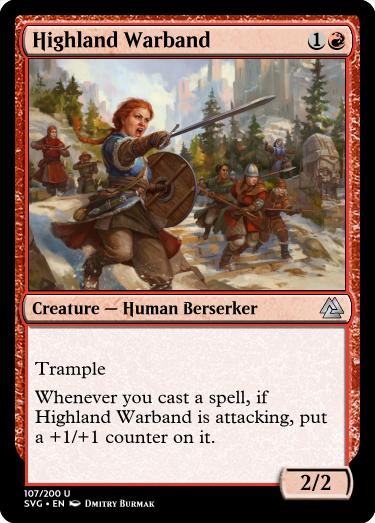 Highland Warband 1
Creature — Human Berserker
Trample
Whenever you cast a spell, if
Highland Warband is attacking, put
a +1/+1 counter on it.
107/200 U
SVG • EN Dmitry Burmak
2/2